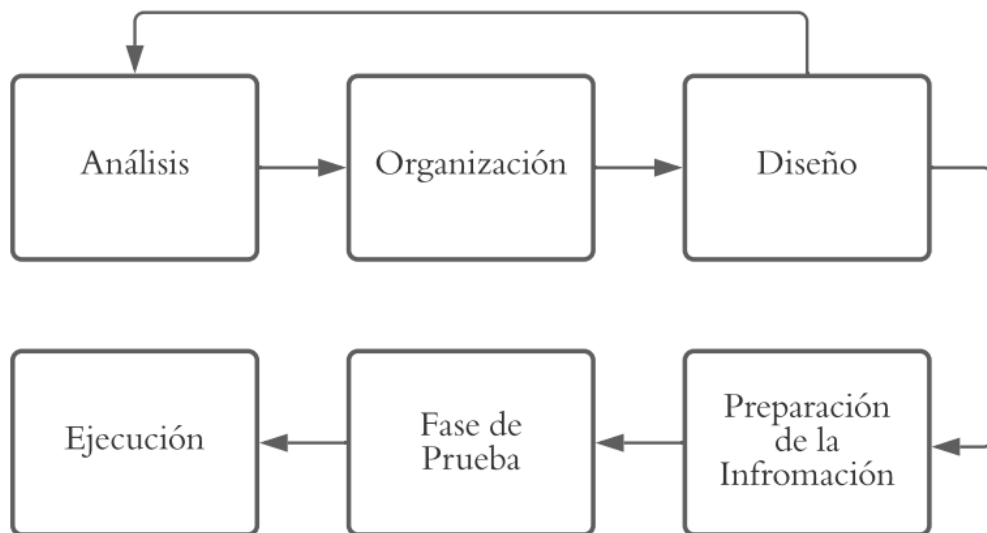 Análisis
Organización
Diseño
Ejecución
Fase de
Prueba
Preparación
de la
Infromación